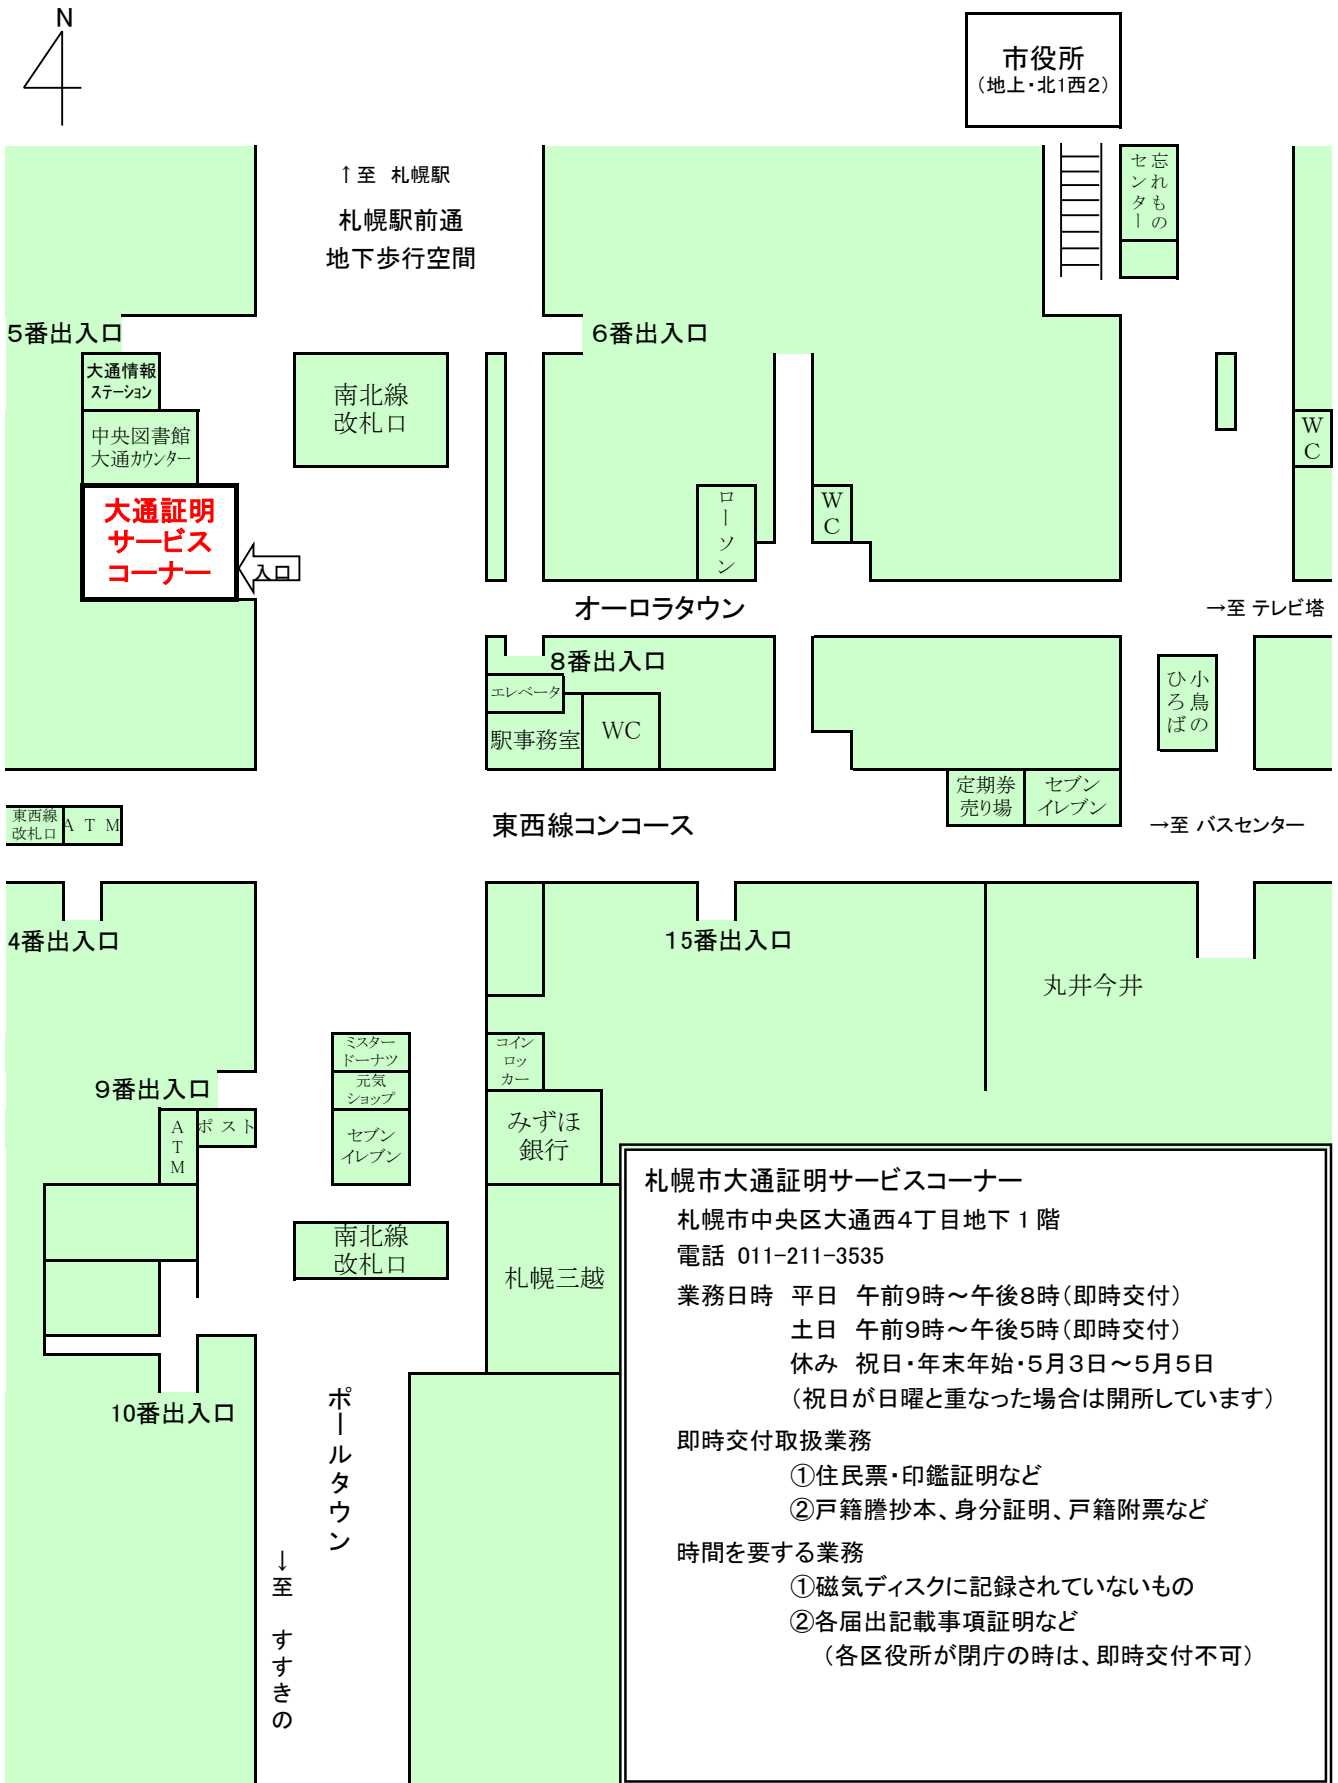 N
市役所
(地上・北1西2)
↑至 札幌駅
札幌駅前通
地下歩行空間
忘れもの
センター
5番出入口
6番出入口
大通情報
ステーション
南北線
改札口
中央図書館
大通カウンター
WC
大通証明
サービス
コーナー
入口
ローソン
WC
オーロラタウン
→至 テレビ塔
8番出入口
エレベータ
駅事務室
WC
小鳥の
ひろば
定期券
売り場
セブン
イレブン
東西線
改札口
ATM
東西線コンコース
→至 バスセンター
4番出入口
15番出入口
丸井今井
ミスター
ドーナツ
元気
ショップ
セブン
イレブン
コイン
ロッ
カー
9番出入口
ATM
ポスト
みずほ
銀行
南北線
改札口
札幌三越
10番出入口
ポールタウン
↓至 すすきの
札幌市大通証明サービスコーナー
札幌市中央区大通西4丁目地下1階
電話 011-211-3535
業務日時 平日 午前9時~午後8時(即時交付)
土日 午前9時~午後5時(即時交付)
休み 祝日・年末年始・5月3日~5月5日
(祝日が日曜と重なった場合は開所しています)
即時交付取扱業務
①住民票・印鑑証明など
②戸籍謄抄本、身分証明、戸籍附票など
時間を要する業務
①磁気ディスクに記録されていないもの
②各届出記載事項証明など
(各区役所が閉庁の時は、即時交付不可)